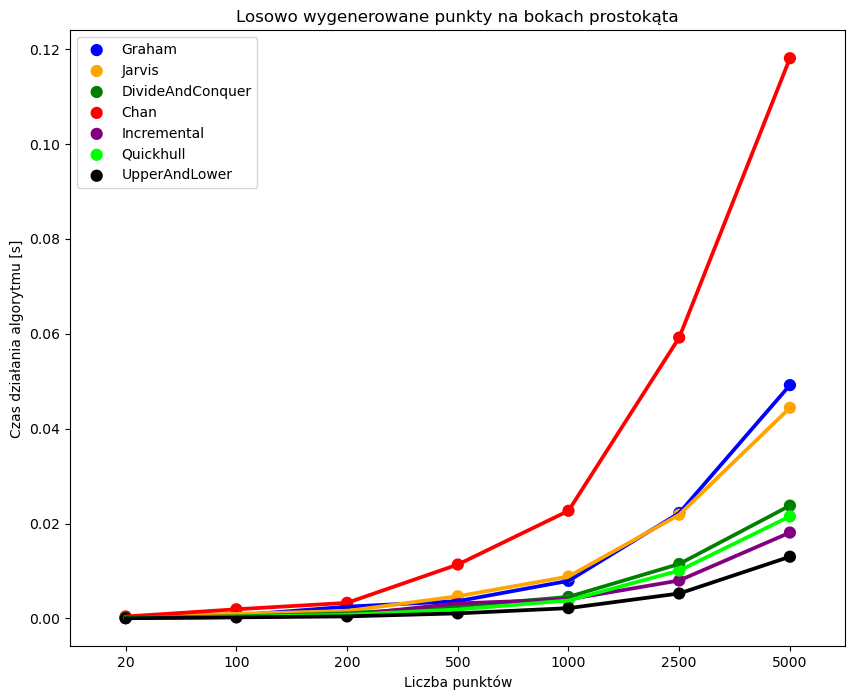 Losowo wygenerowane punkty na bokach prostokąta
Graham
Jarvis
DivideAndConquer
Chan
Incremental
Quickhull
UpperAndLower
Czas działania algorytmu [s]
0.12
0.10
0.08
0.06
0.04
0.02
0.00
20 100 200 500 1000 2500 5000
Liczba punktów